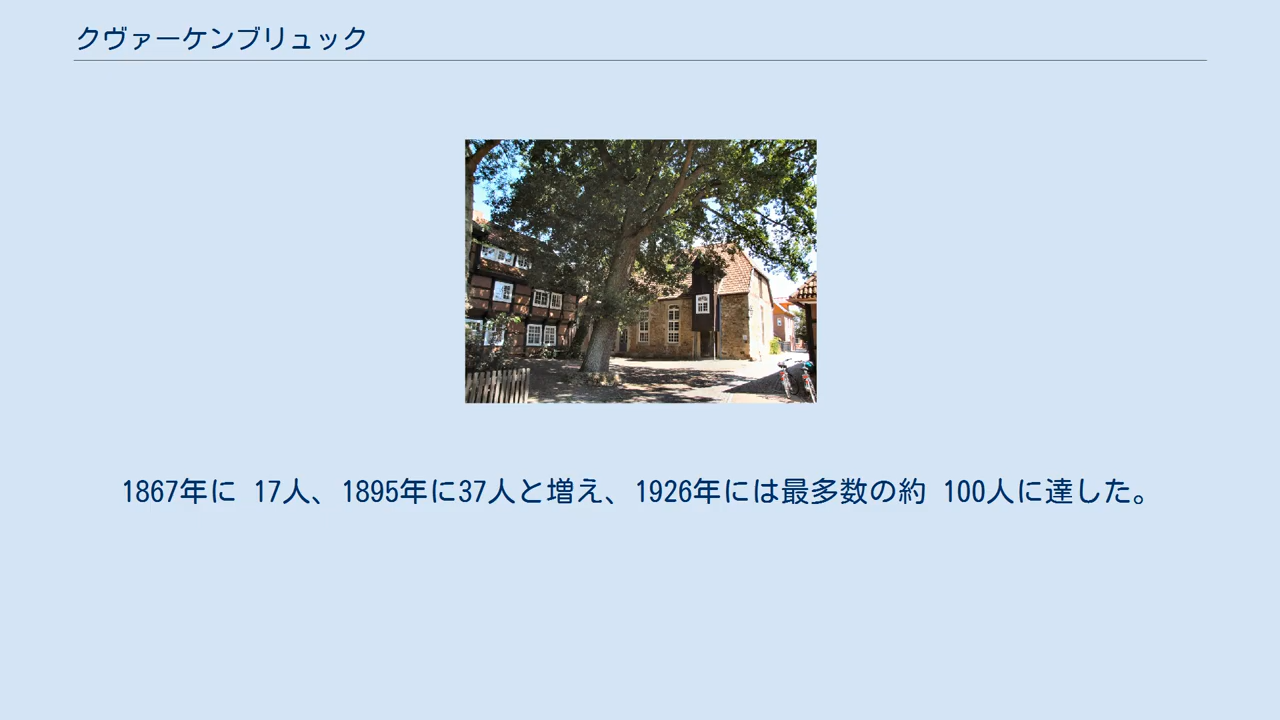 クヴァーケンブリュック
1867年に 17人、1895年に37人と増え、1926年には最多数の約 100人に達した。